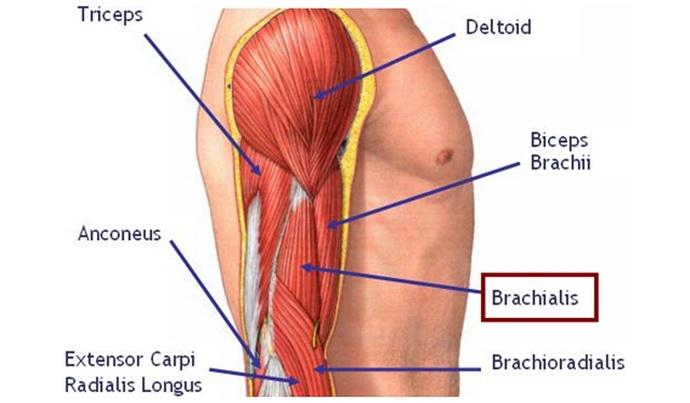 Triceps
Deltoid
Biceps
Brachii
Anconeus
Brachialis
Extensor Carpi
Radialis Longus
Brachioradialis